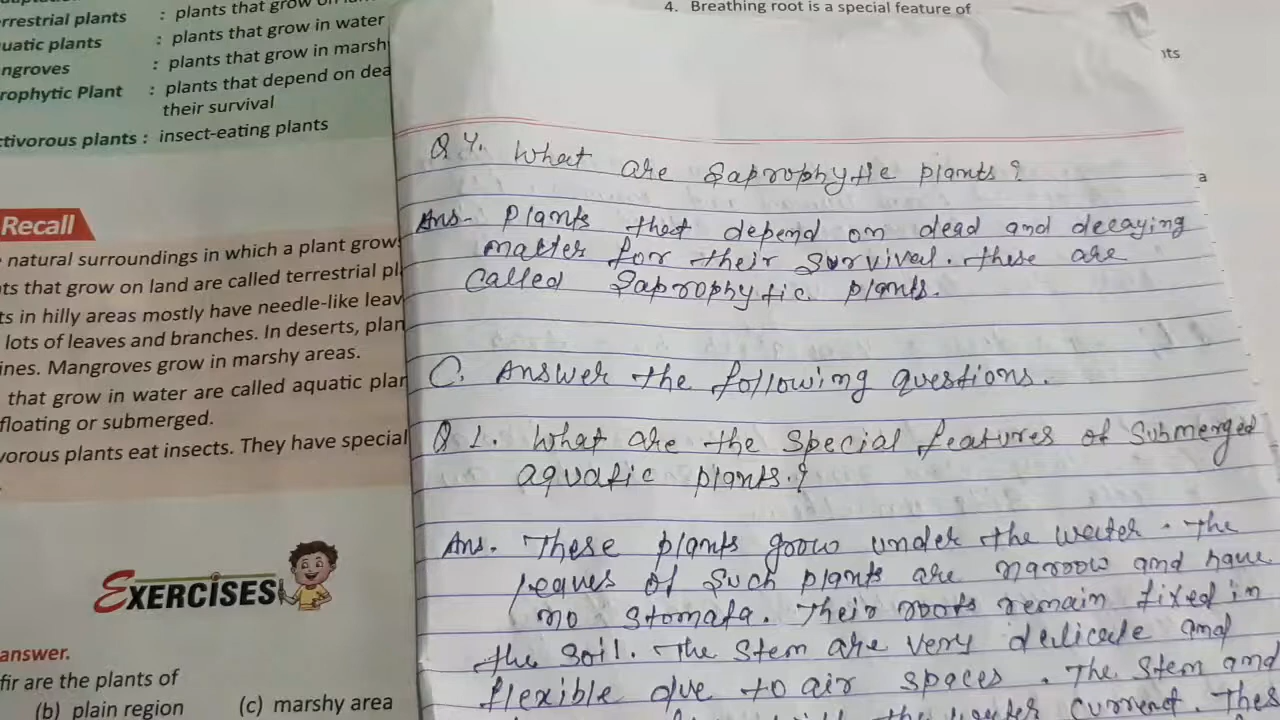 rrestrial plants : plants that grow on lan
uatic plants : plants that grow in water
ngroves : plants that grow in marsh
rophytic Plant : plants that depend on dea
their survival
ctivorous plants : insect-eating plants
Recall
natural surroundings in which a plant grows
ts that grow on land are called terrestrial pl
ts in hilly areas mostly have needle-like leav
lots of leaves and branches. In deserts, plan
ines. Mangroves grow in marshy areas.
that grow in water are called aquatic plan
floating or submerged.
vorous plants eat insects. They have special
EXERCISES
answer.
fir are the plants of
(b) plain region (c) marshy area
4. Breathing root is a special feature of
its
a
Q 4. What are Saprophytic plants?
Ans- Plants that depend on dead and decaying
matter for their survival. these are
called Saprophytic plants.
C. Answer the following questions.
Q 1. What are the special features of Submerged
aquatic plants.?
Ans. These plants grow under the water. The
leaves of such plants are narrow and have
no stomata. Their roots remain fixed in
the soil. The stem are very delicate and
flexible due to air spaces. The stem and
the water current. Thes